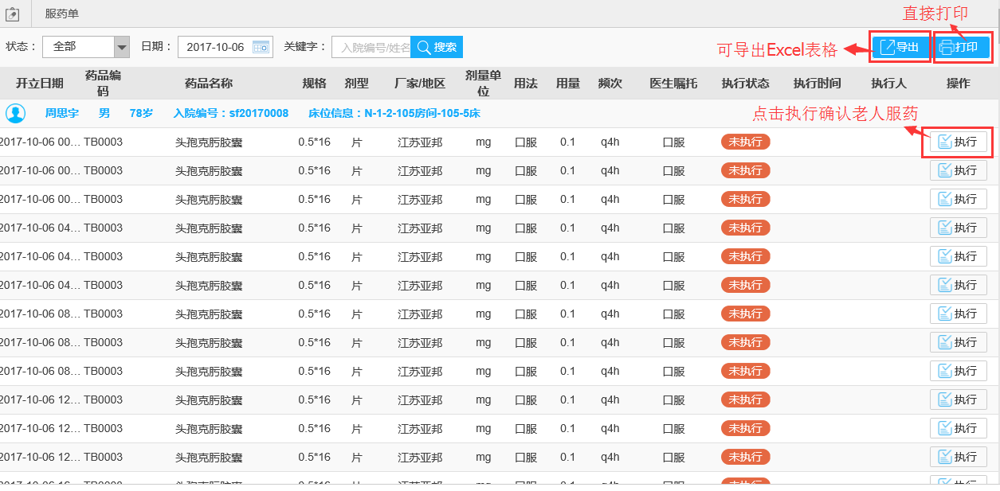 服药单
直接打印
状态： 全部 日期： 2017-10-06 关键字： 入院编号/姓名 搜索 可导出Excel表格 导出 打印
开立日期 药品编码 药品名称 规格 剂型 厂家/地区 剂量单位 用法 用量 频次 医生嘱托 执行状态 执行时间 执行人 操作
周思宇 男 78岁 入院编号：sf20170008 床位信息：N-1-2-105房间-105-5床
点击执行确认老人服药
2017-10-06 00... TB0003 头孢克肟胶囊 0.5*16 片 江苏亚邦 mg 口服 0.1 q4h 口服 未执行 执行
2017-10-06 00... TB0003 头孢克肟胶囊 0.5*16 片 江苏亚邦 mg 口服 0.1 q4h 口服 未执行 执行
2017-10-06 00... TB0003 头孢克肟胶囊 0.5*16 片 江苏亚邦 mg 口服 0.1 q4h 口服 未执行 执行
2017-10-06 04... TB0003 头孢克肟胶囊 0.5*16 片 江苏亚邦 mg 口服 0.1 q4h 口服 未执行 执行
2017-10-06 04... TB0003 头孢克肟胶囊 0.5*16 片 江苏亚邦 mg 口服 0.1 q4h 口服 未执行 执行
2017-10-06 04... TB0003 头孢克肟胶囊 0.5*16 片 江苏亚邦 mg 口服 0.1 q4h 口服 未执行 执行
2017-10-06 08... TB0003 头孢克肟胶囊 0.5*16 片 江苏亚邦 mg 口服 0.1 q4h 口服 未执行 执行
2017-10-06 08... TB0003 头孢克肟胶囊 0.5*16 片 江苏亚邦 mg 口服 0.1 q4h 口服 未执行 执行
2017-10-06 08... TB0003 头孢克肟胶囊 0.5*16 片 江苏亚邦 mg 口服 0.1 q4h 口服 未执行 执行
2017-10-06 12... TB0003 头孢克肟胶囊 0.5*16 片 江苏亚邦 mg 口服 0.1 q4h 口服 未执行 执行
2017-10-06 12... TB0003 头孢克肟胶囊 0.5*16 片 江苏亚邦 mg 口服 0.1 q4h 口服 未执行 执行
2017-10-06 12... TB0003 头孢克肟胶囊 0.5*16 片 江苏亚邦 mg 口服 0.1 q4h 口服 未执行 执行